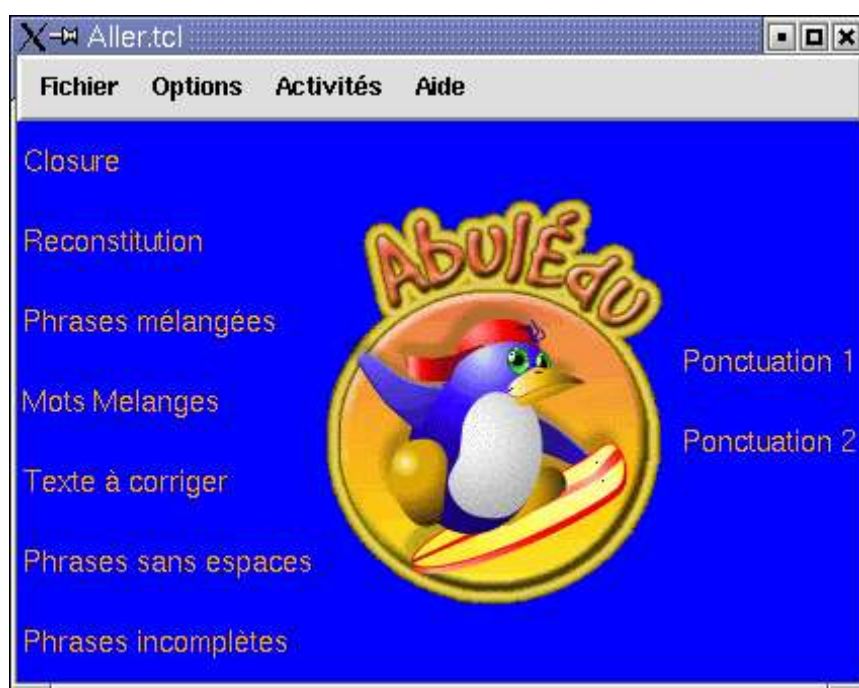 Aller.tcl
Fichier Options Activités Aide
Closure
Reconstitution
Phrases mélangées
Mots Melanges
Texte à corriger
Phrases sans espaces
Phrases incomplètes
AbulÉdu
Ponctuation 1
Ponctuation 2